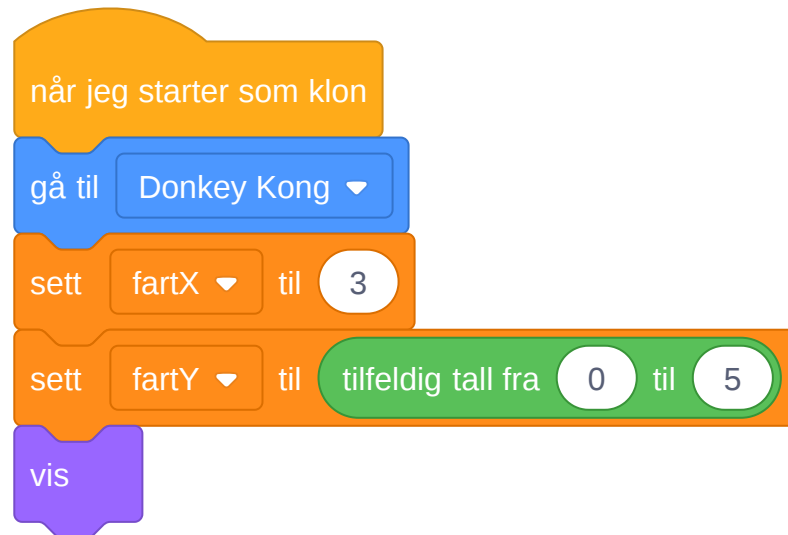 når jeg starter som klon
gå til Donkey Kong
sett fartX til 3
sett fartY til tilfeldig tall fra 0 til 5
vis